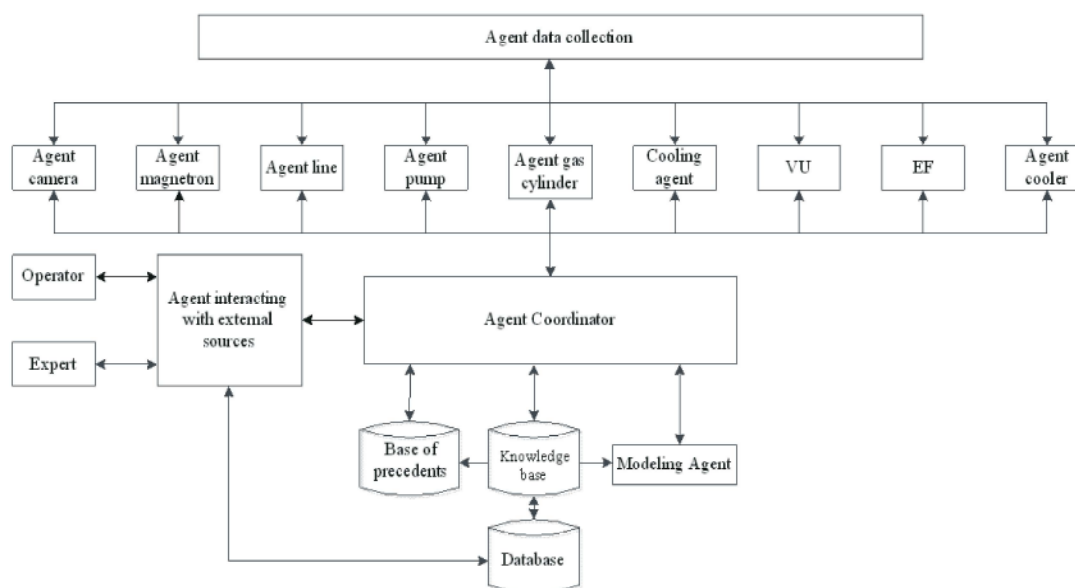 Agent data collection
Agent
camera
Agent
magnetron
Agent line
Agent
pump
Agent gas
cylinder
Cooling
agent
VU
EF
Agent
cooler
Operator
Expert
Agent interacting
with external
sources
Agent Coordinator
Base of
precedents
Knowledge
base
Modeling Agent
Database